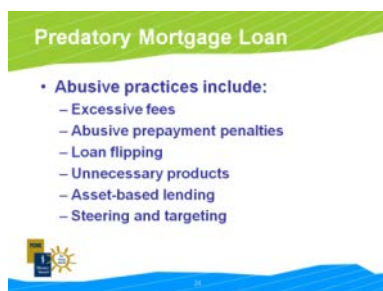 Predatory Mortgage Loan
• Abusive practices include:
– Excessive fees
– Abusive prepayment penalties
– Loan flipping
– Unnecessary products
– Asset-based lending
– Steering and targeting